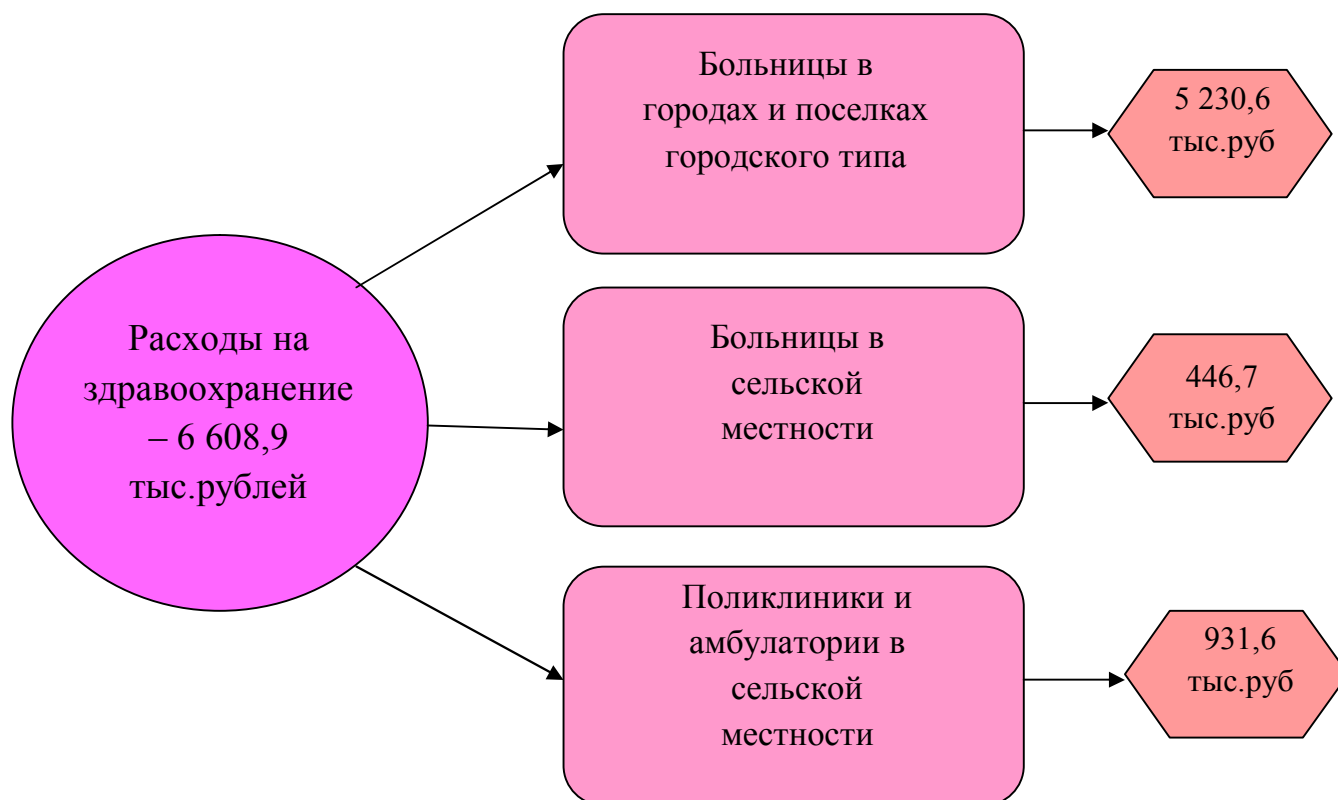 Расходы на
здравоохранение
– 6 608,9
тыс.рублей
Больницы в
городах и поселках
городского типа
5 230,6
тыс.руб
Больницы в
сельской
местности
446,7
тыс.руб
Поликлиники и
амбулатории в
сельской
местности
931,6
тыс.руб